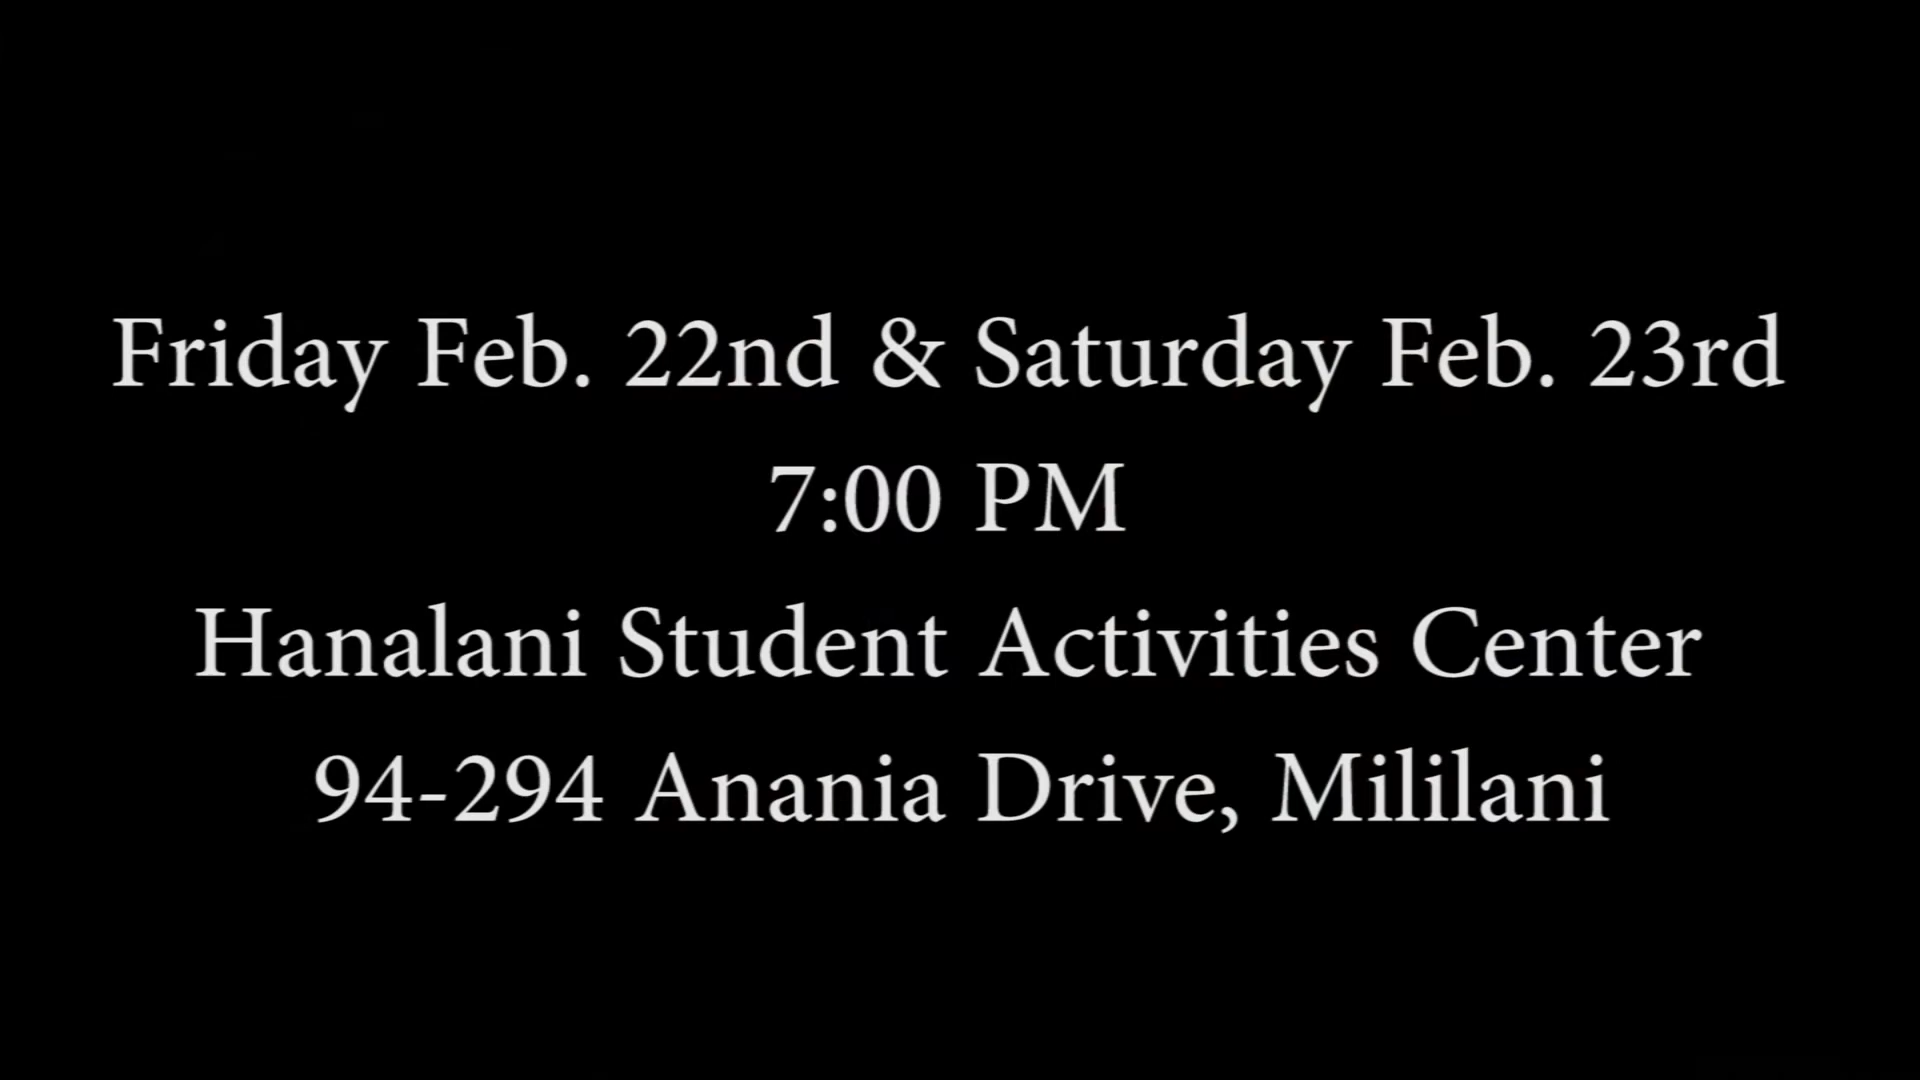 Friday Feb. 22nd & Saturday Feb. 23rd
7:00 PM
Hanalani Student Activities Center
94-294 Anania Drive, Mililani